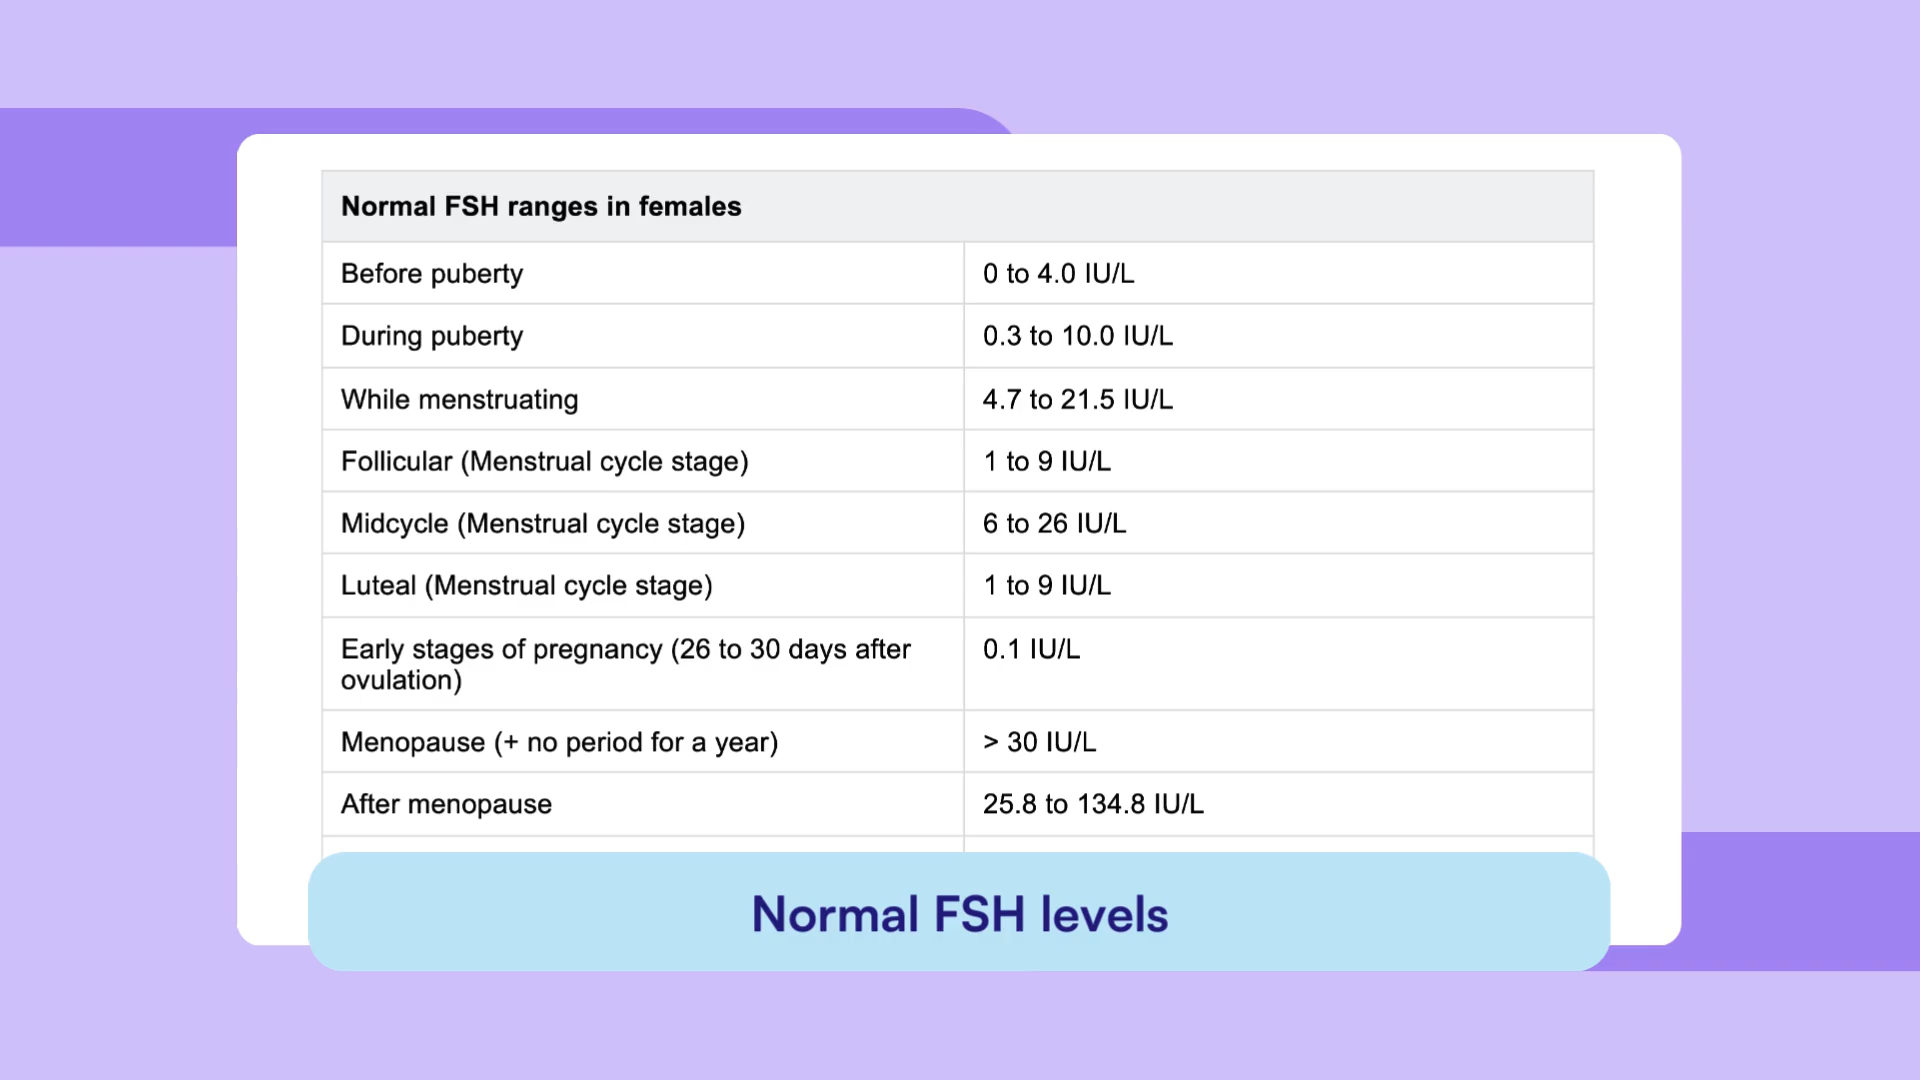 Normal FSH ranges in females
Before puberty
0 to 4.0 IU/L
During puberty
0.3 to 10.0 IU/L
While menstruating
4.7 to 21.5 IU/L
Follicular (Menstrual cycle stage)
1 to 9 IU/L
Midcycle (Menstrual cycle stage)
6 to 26 IU/L
Luteal (Menstrual cycle stage)
1 to 9 IU/L
Early stages of pregnancy (26 to 30 days after
ovulation)
0.1 IU/L
Menopause (+ no period for a year)
> 30 IU/L
After menopause
25.8 to 134.8 IU/L
Normal FSH levels